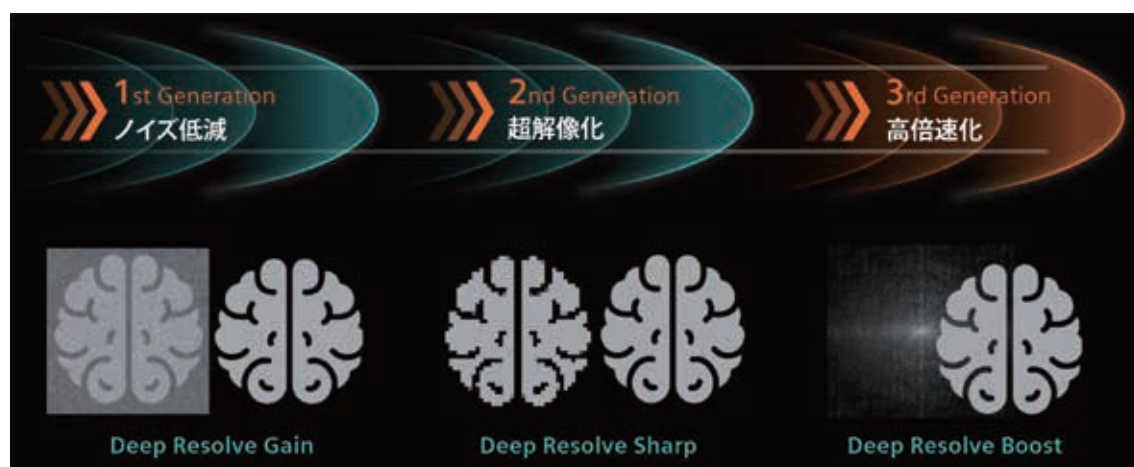 1st Generation
ノイズ低減
2nd Generation
超解像化
3rd Generation
高倍速化
Deep Resolve Gain
Deep Resolve Sharp
Deep Resolve Boost